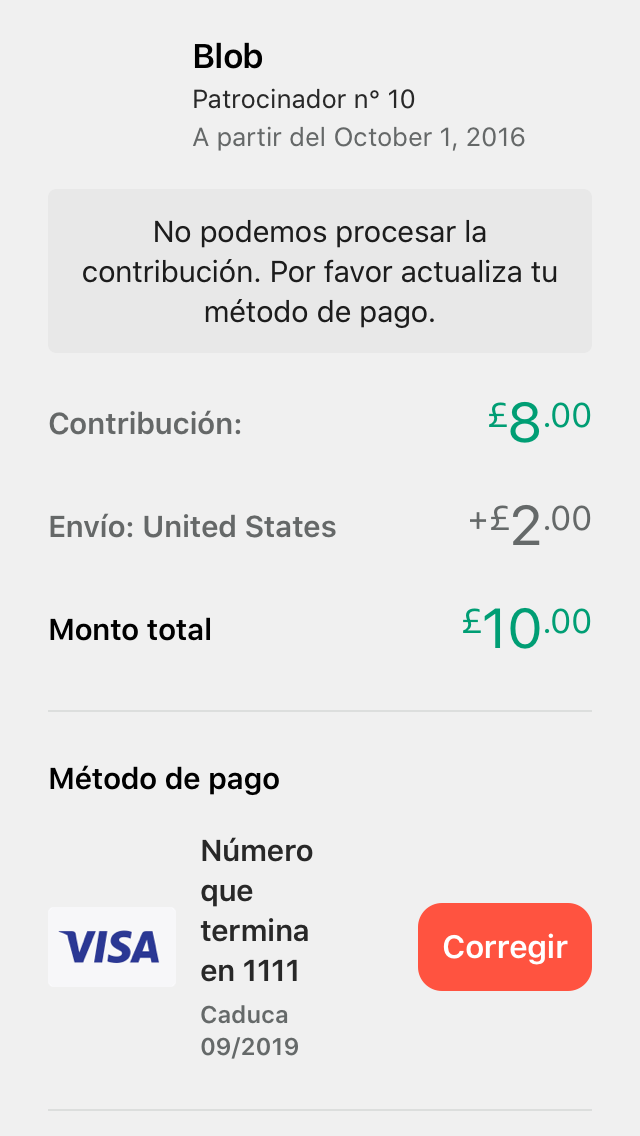 Blob
Patrocinador n° 10
A partir del October 1, 2016
No podemos procesar la
contribución. Por favor actualiza tu
método de pago.
Contribución: £8.00
Envío: United States +£2.00
Monto total £10.00
Método de pago
Número
que
termina
en 1111
Caduca
09/2019
VISA
Corregir